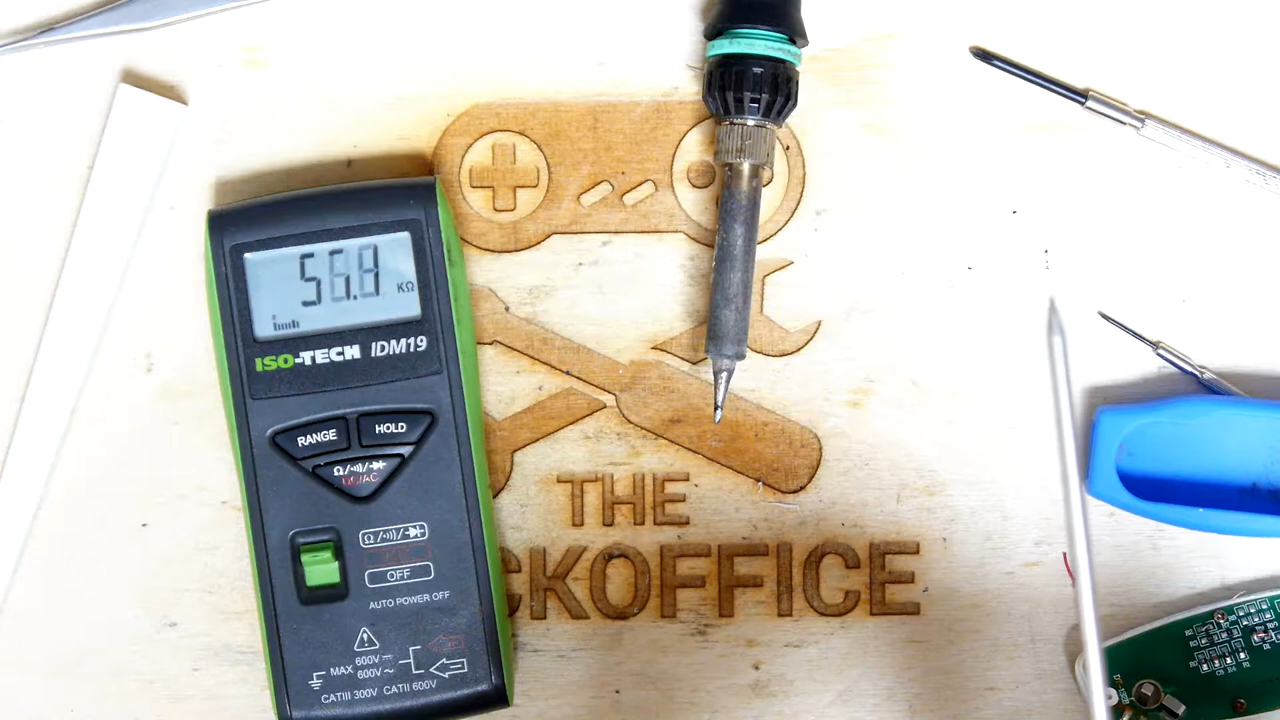 56.8 KΩ
ISO-TECH IDM19
RANGE
HOLD
Ω
DC/AC
Ω
OFF
AUTO POWER OFF
MAX 600V
600V
CATIII 300V CATII 600V
THE
CKOFFICE